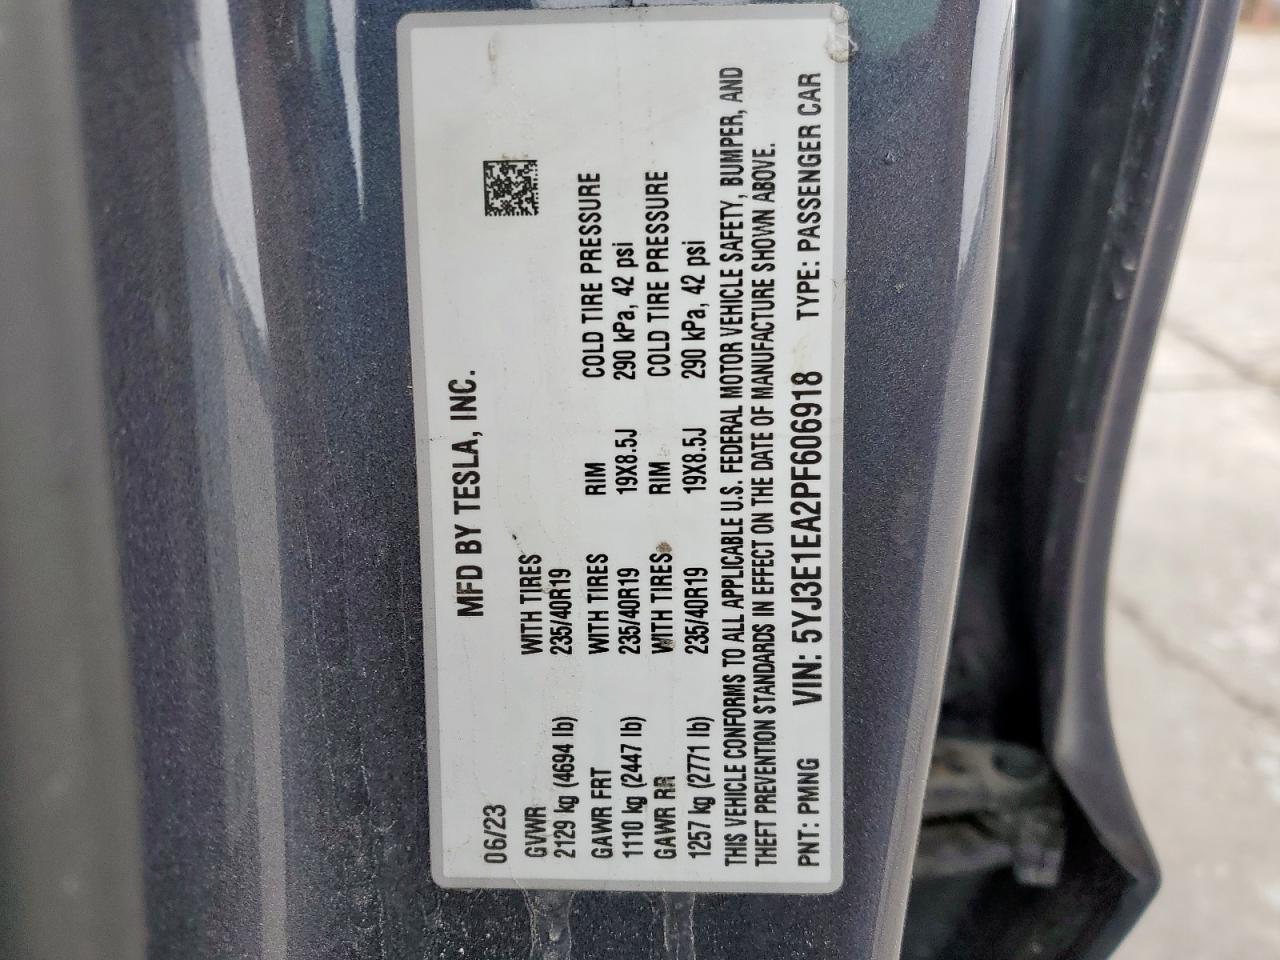 MFD BY TESLA, INC.
06/23
GVWR WITH TIRES
2129 kg (4694 lb) 235/40R19
GAWR FRT WITH TIRES RIM COLD TIRE PRESSURE
1110 kg (2447 lb) 235/40R19 19X8.5J 290 kPa, 42 psi
GAWR RR WITH TIRES RIM COLD TIRE PRESSURE
1257 kg (2771 lb) 235/40R19 19X8.5J 290 kPa, 42 psi
THIS VEHICLE CONFORMS TO ALL APPLICABLE U.S. FEDERAL MOTOR VEHICLE SAFETY, BUMPER, AND
THEFT PREVENTION STANDARDS IN EFFECT ON THE DATE OF MANUFACTURE SHOWN ABOVE.
PNT: PMNG VIN: 5YJ3E1EA2PF606918 TYPE: PASSENGER CAR